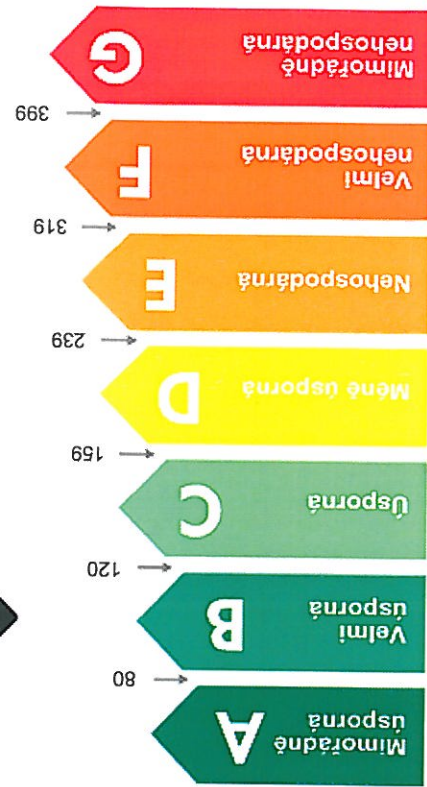 Mimořádně
úsporná
A
80
Velmi
úsporná
B
120
Úsporná
C
159
Méně úsporná
D
239
Nehospodárná
E
319
Velmi
nehospodárná
F
399
Mimořádně
nehospodárná
G